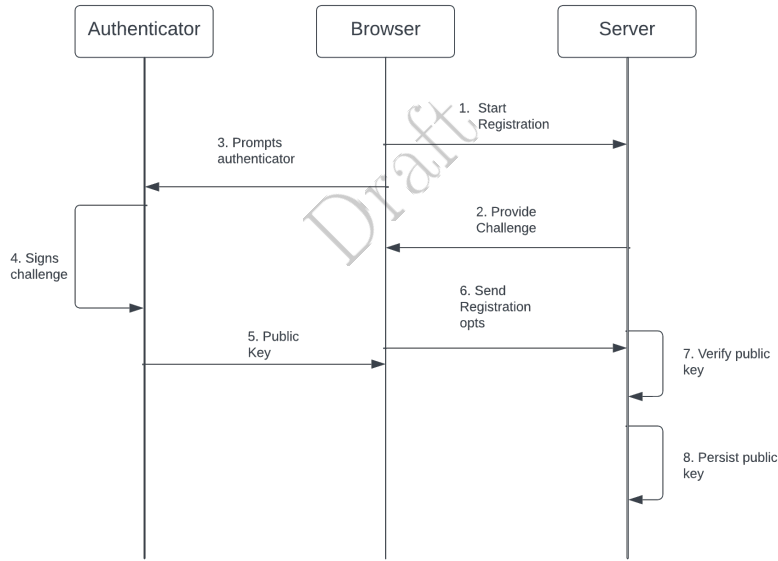 Authenticator
Browser
Server
1. Start
Registration
3. Prompts
authenticator
Draft
2. Provide
Challenge
4. Signs
challenge
6. Send
Registration
opts
5. Public
Key
7. Verify public
key
8. Persist public
key